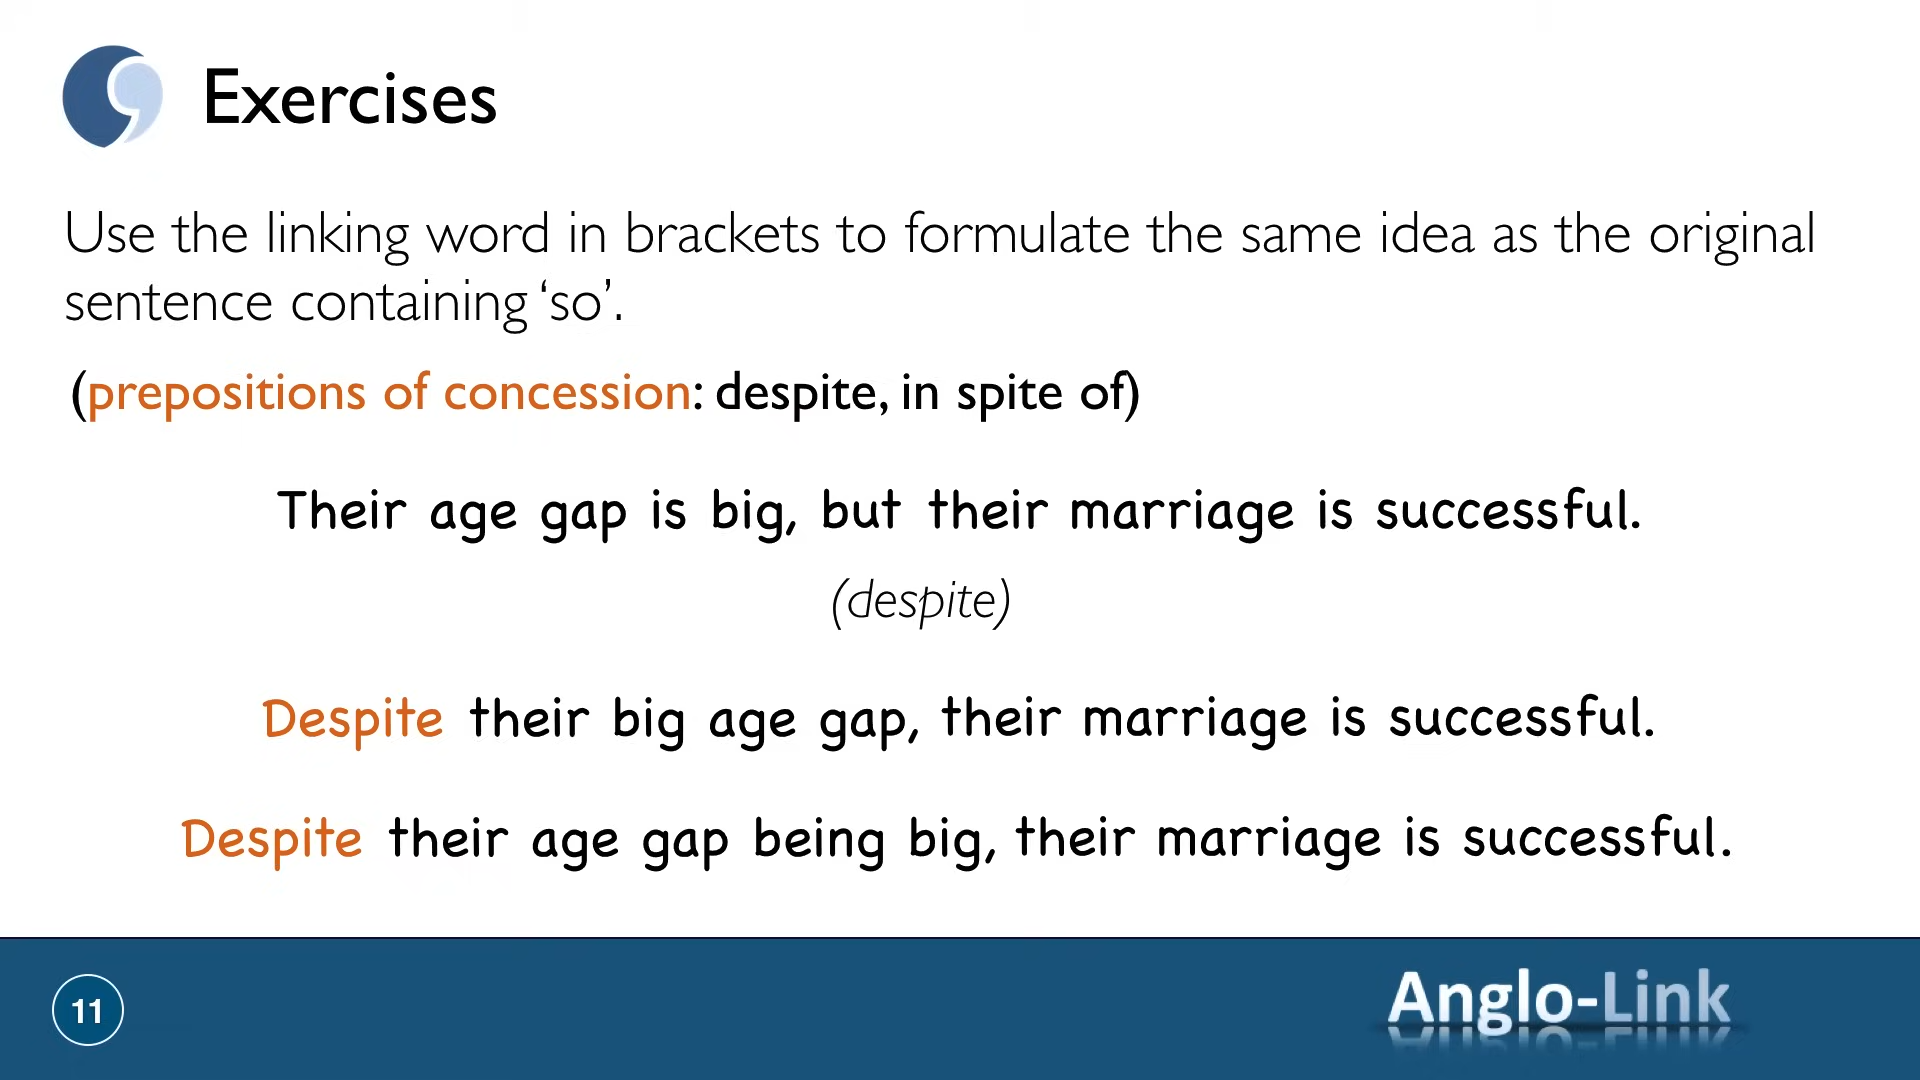 Exercises
Use the linking word in brackets to formulate the same idea as the original
sentence containing ‘so’.
(prepositions of concession: despite, in spite of)
Their age gap is big, but their marriage is successful.
(despite)
Despite their big age gap, their marriage is successful.
Despite their age gap being big, their marriage is successful.
11
Anglo-Link